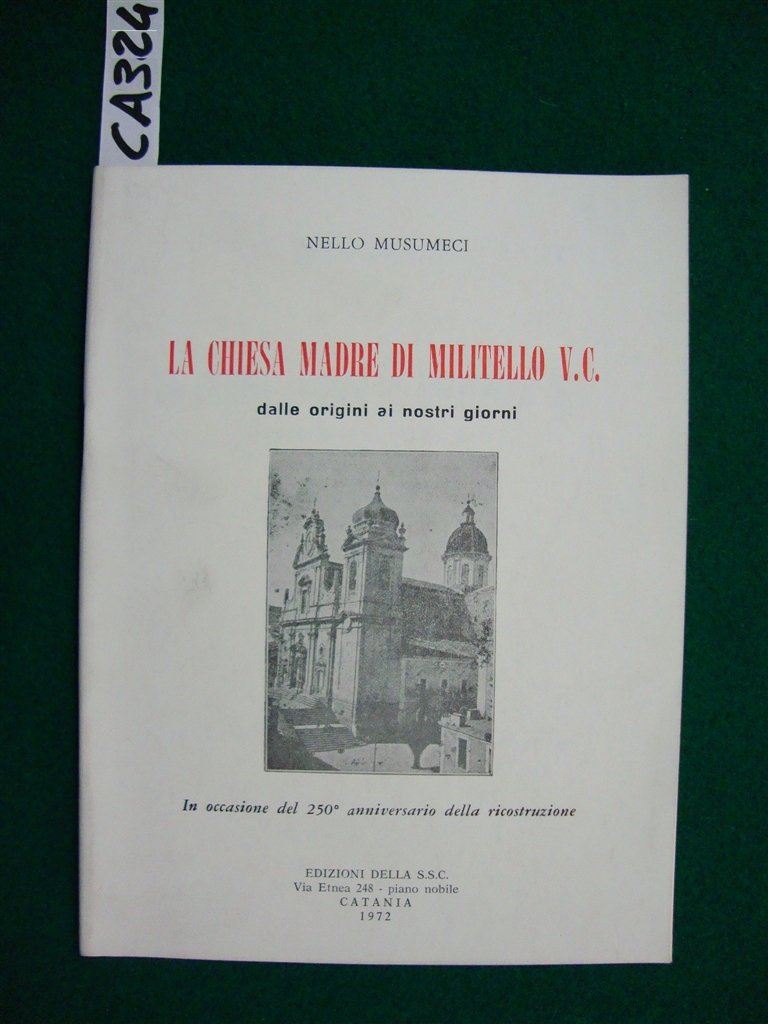 CA324
NELLO MUSUMECI
LA CHIESA MADRE DI MILITELLO V.C.
dalle origini ai nostri giorni
In occasione del 250° anniversario della ricostruzione
EDIZIONI DELLA S.S.C.
Via Etnea 248 - piano nobile
CATANIA
1972